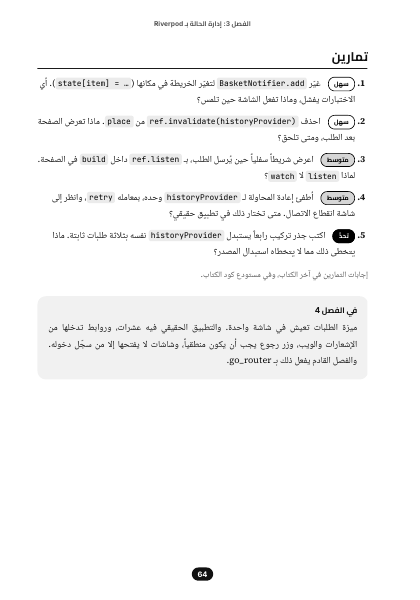 الفصل 3: إدارة الحالة بـ Riverpod
تمارين
1. سهل غيّر BasketNotifier.add لتغيّر الخريطة في مكانها ( state[item] = … ). أي
الاختبارات يفشل، وماذا تفعل الشاشة حين تلمس؟
2. سهل احذف ref.invalidate(historyProvider) من place . ماذا تعرض الصفحة
بعد الطلب، ومتى تلحق؟
3. متوسط اعرض شريطاً سفلياً حين يُرسل الطلب، بـ ref.listen داخل build في الصفحة.
لماذا listen لا watch ؟
4. متوسط أطفئ إعادة المحاولة لـ historyProvider وحده، بمعامله retry ، وانظر إلى
شاشة انقطاع الاتصال. متى تختار ذلك في تطبيق حقيقي؟
5. تحدٍّ اكتب جذر تركيب رابعاً يستبدل historyProvider نفسه بثلاثة طلبات ثابتة. ماذا
يتخطى ذلك مما لا يتخطاه استبدال المصدر؟
إجابات التمارين في آخر الكتاب، وفي مستودع كود الكتاب.
في الفصل 4
ميزة الطلبات تعيش في شاشة واحدة. والتطبيق الحقيقي فيه عشرات، وروابط تدخلها من
الإشعارات والويب، وزر رجوع يجب أن يكون منطقياً، وشاشات لا يفتحها إلا من سجّل دخوله.
والفصل القادم يفعل ذلك بـ go_router.
64